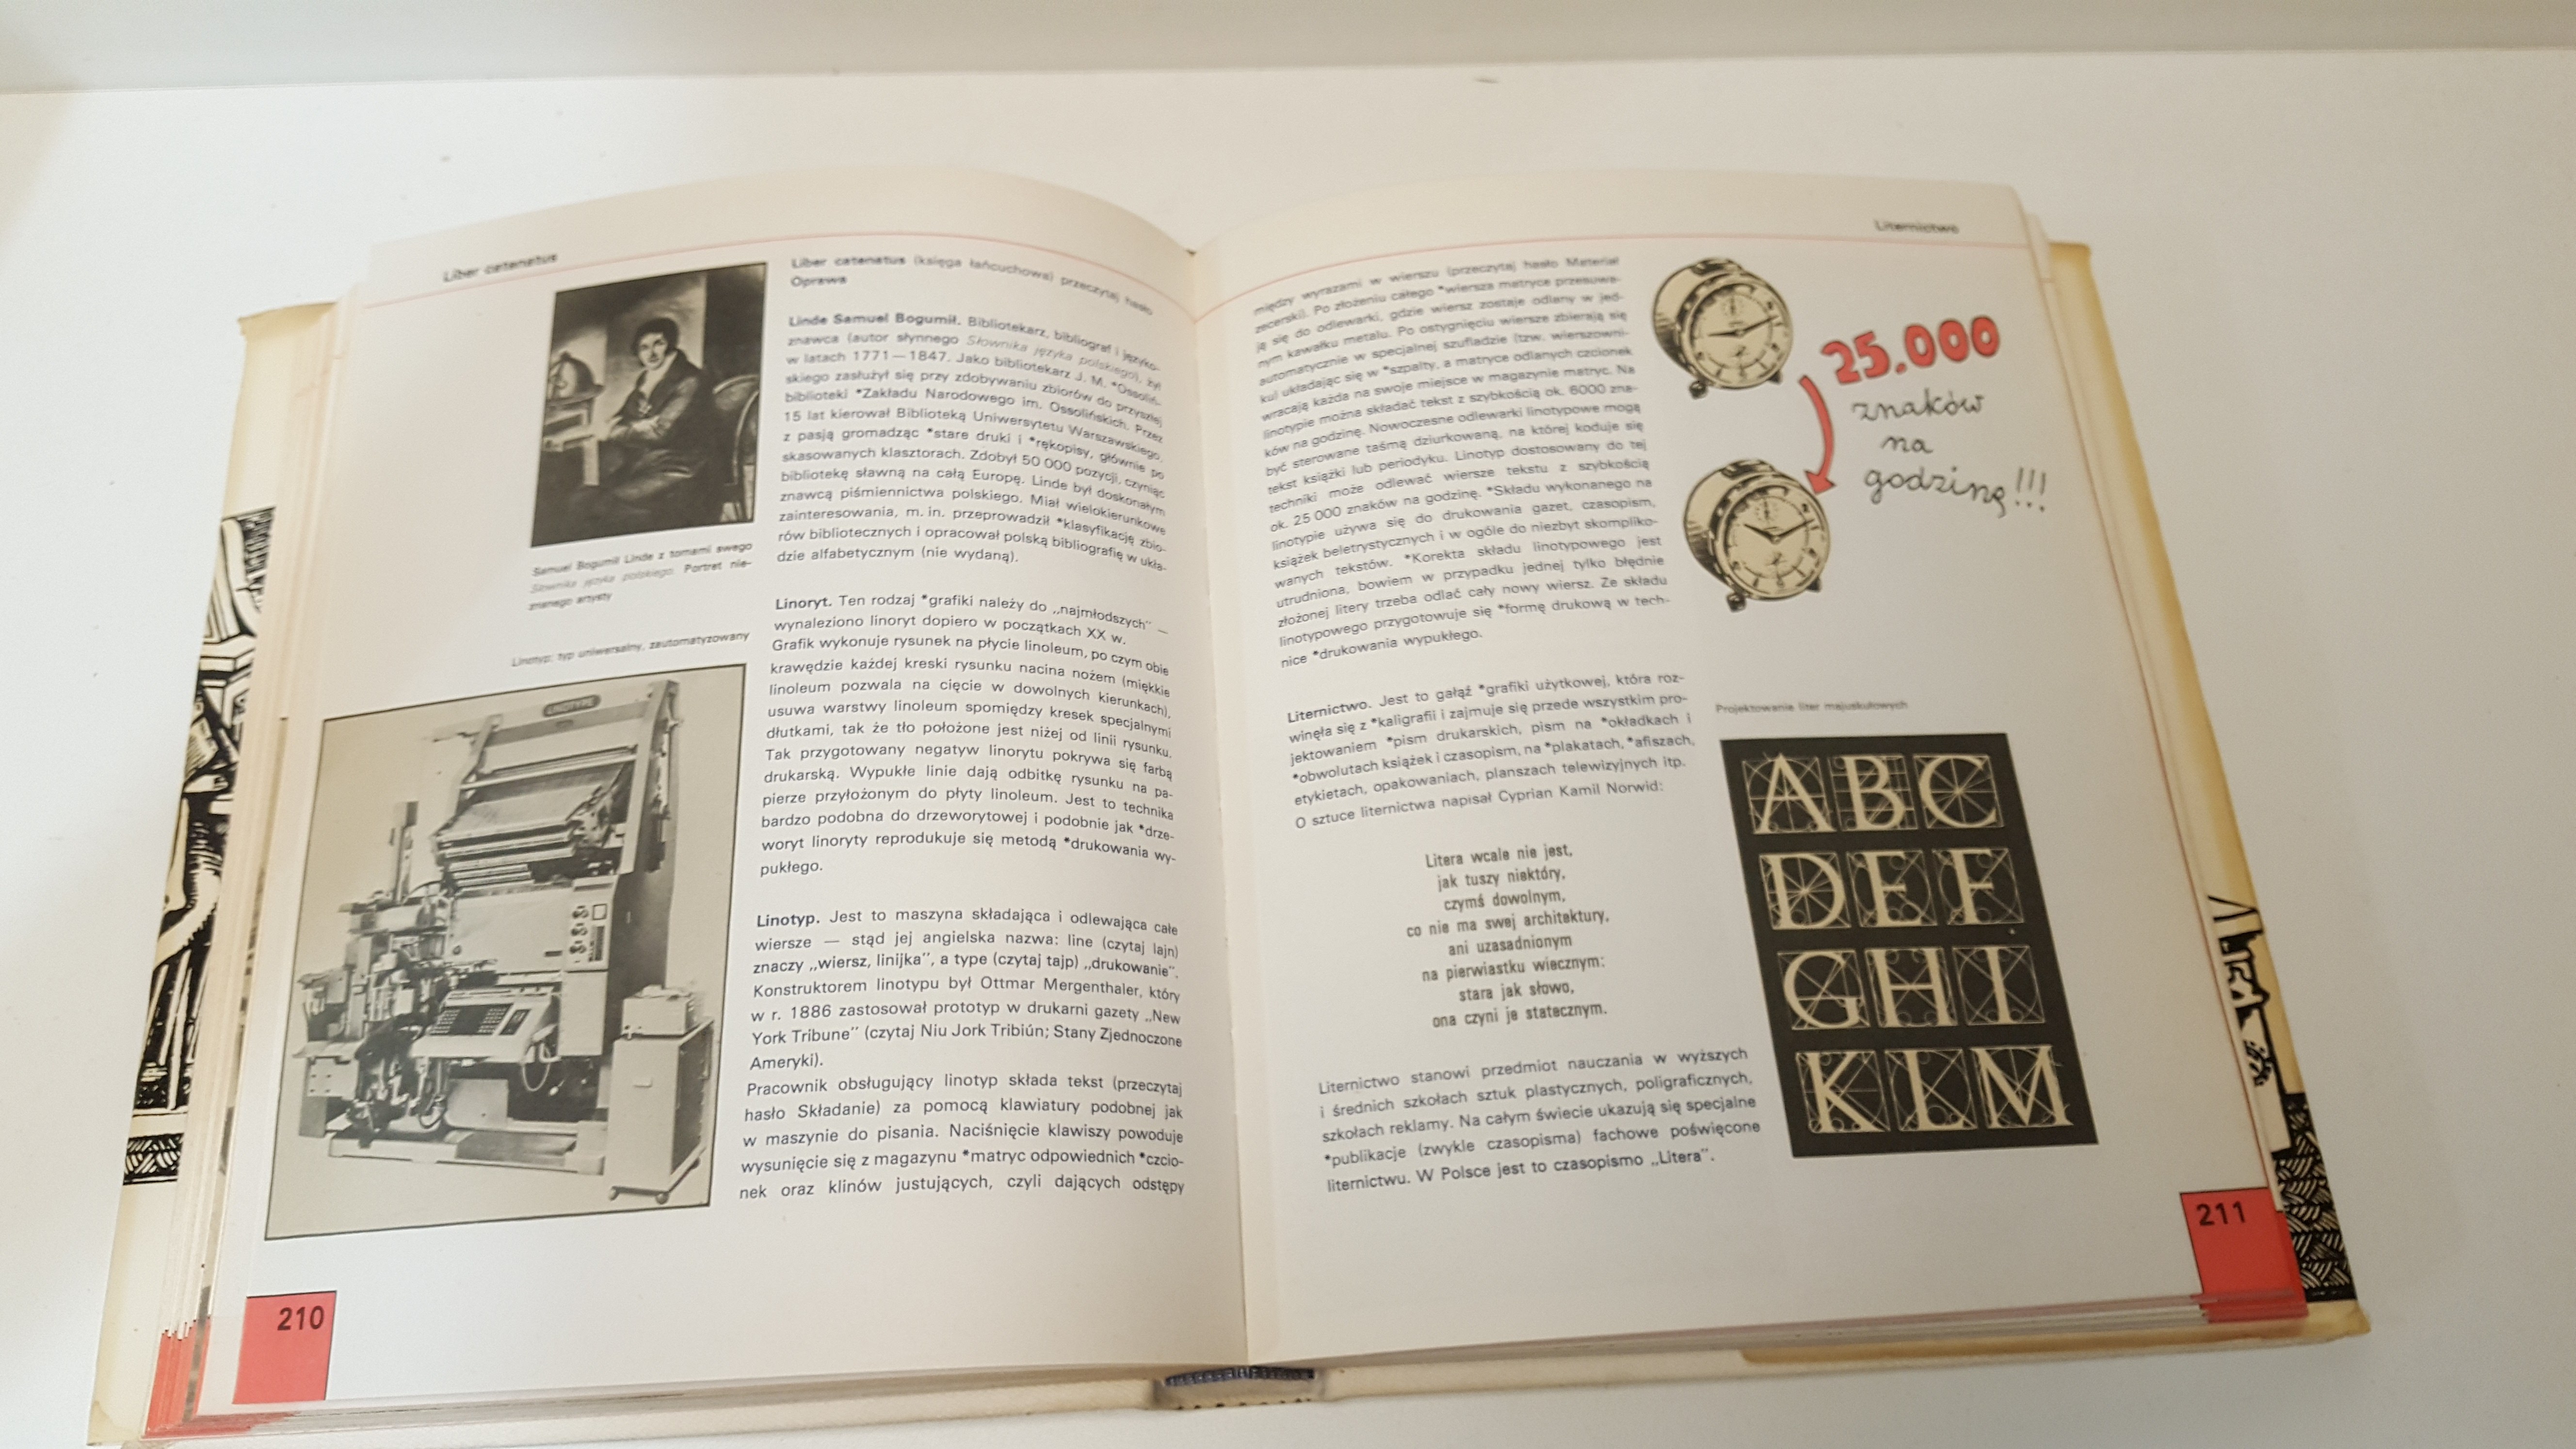 Liber catenatus
Samuel Bogumił Linde z tomami swego
Słownika języka polskiego. Portret nie-
znanego artysty
Linotyp; typ uniwersalny, zautomatyzowany
LINOTYPE
Liber catenatus (księga łańcuchowa) przeczytaj hasło
Oprawa
Linde Samuel Bogumił. Bibliotekarz, bibliograf i języko-
znawca (autor słynnego Słownika języka polskiego), żył
w latach 1771—1847. Jako bibliotekarz J. M. *Ossoliń-
skiego zasłużył się przy zdobywaniu zbiorów do przyszłej
biblioteki *Zakładu Narodowego im. Ossolińskich. Przez
15 lat kierował Biblioteką Uniwersytetu Warszawskiego,
z pasją gromadząc *stare druki i *rękopisy, głównie po
skasowanych klasztorach. Zdobył 50 000 pozycji, czyniąc
bibliotekę sławną na całą Europę. Linde był doskonałym
znawcą piśmiennictwa polskiego. Miał wielokierunkowe
zainteresowania, m. in. przeprowadził *klasyfikację zbio-
rów bibliotecznych i opracował polską bibliografię w ukła-
dzie alfabetycznym (nie wydaną).
Linoryt. Ten rodzaj *grafiki należy do „najmłodszych” —
wynaleziono linoryt dopiero w początkach XX w.
Grafik wykonuje rysunek na płycie linoleum, po czym obie
krawędzie każdej kreski rysunku nacina nożem (miękkie
linoleum pozwala na cięcie w dowolnych kierunkach),
usuwa warstwy linoleum spomiędzy kresek specjalnymi
dłutkami, tak że tło położone jest niżej od linii rysunku.
Tak przygotowany negatyw linorytu pokrywa się farbą
drukarską. Wypukłe linie dają odbitkę rysunku na pa-
pierze przyłożonym do płyty linoleum. Jest to technika
bardzo podobna do drzeworytowej i podobnie jak *drze-
woryt linoryty reprodukuje się metodą *drukowania wy-
pukłego.
Linotyp. Jest to maszyna składająca i odlewająca całe
wiersze — stąd jej angielska nazwa: line (czytaj lajn)
znaczy „wiersz, linijka”, a type (czytaj tajp) „drukowanie”.
Konstruktorem linotypu był Ottmar Mergenthaler, który
w r. 1886 zastosował prototyp w drukarni gazety „New
York Tribune” (czytaj Niu Jork Tribiún; Stany Zjednoczone
Ameryki).
Pracownik obsługujący linotyp składa tekst (przeczytaj
hasło Składanie) za pomocą klawiatury podobnej jak
w maszynie do pisania. Naciśnięcie klawiszy powoduje
wysunięcie się z magazynu *matryc odpowiednich *czcio-
nek oraz klinów justujących, czyli dających odstępy
210
Liternictwo
między wyrazami w wierszu (przeczytaj hasło Materiał
zecerski). Po złożeniu całego *wiersza matryce przesuwa-
ją się do odlewarki, gdzie wiersz zostaje odlany w jed-
nym kawałku metalu. Po ostygnięciu wiersze zbierają się
automatycznie w specjalnej szufladzie (tzw. wierszowni-
ku) układając się w *szpalty, a matryce odlanych czcionek
wracają każda na swoje miejsce w magazynie matryc. Na
linotypie można składać tekst z szybkością ok. 6000 zna-
ków na godzinę. Nowoczesne odlewarki linotypowe mogą
być sterowane taśmą dziurkowaną, na której koduje się
tekst książki lub periodyku. Linotyp dostosowany do tej
techniki może odlewać wiersze tekstu z szybkością
ok. 25 000 znaków na godzinę. *Składu wykonanego na
linotypie używa się do drukowania gazet, czasopism,
książek beletrystycznych i w ogóle do niezbyt skompliko-
wanych tekstów. *Korekta składu linotypowego jest
utrudniona, bowiem w przypadku jednej tylko błędnie
złożonej litery trzeba odlać cały nowy wiersz. Ze składu
linotypowego przygotowuje się *formę drukową w tech-
nice *drukowania wypukłego.
25.000
znaków
na
godzinę!!!
Liternictwo. Jest to gałąź *grafiki użytkowej, która roz-
winęła się z *kaligrafii i zajmuje się przede wszystkim pro-
jektowaniem *pism drukarskich, pism na *okładkach i
*obwolutach książek i czasopism, na *plakatach, *afiszach,
etykietach, opakowaniach, planszach telewizyjnych itp.
O sztuce liternictwa napisał Cyprian Kamil Norwid:
Litera wcale nie jest,
jak tuszy niektóry,
czymś dowolnym,
co nie ma swej architektury,
ani uzasadnionym
na pierwiastku wiecznym:
stara jak słowo,
ona czyni je statecznym.
Liternictwo stanowi przedmiot nauczania w wyższych
i średnich szkołach sztuk plastycznych, poligraficznych,
szkołach reklamy. Na całym świecie ukazują się specjalne
*publikacje (zwykle czasopisma) fachowe poświęcone
liternictwu. W Polsce jest to czasopismo „Litera”.
Projektowanie liter majuskułowych
ABC
DEF
GHI
KLM
211